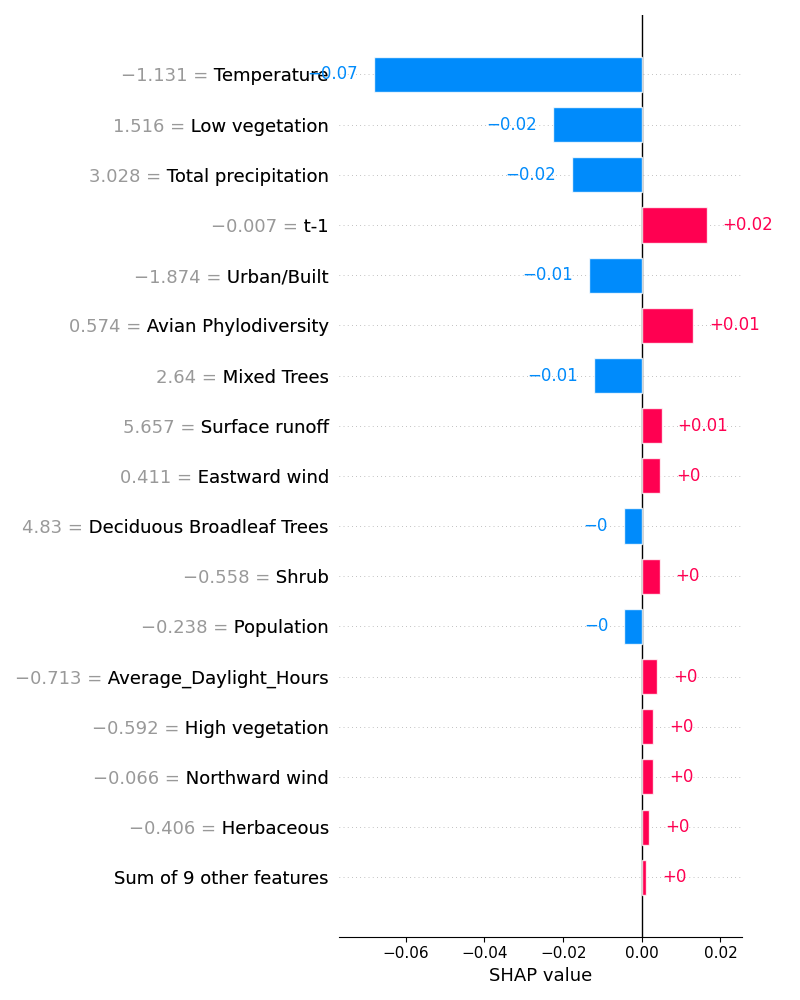 −1.131 = Temperature −0.07
1.516 = Low vegetation −0.02
3.028 = Total precipitation −0.02
−0.007 = t-1 +0.02
−1.874 = Urban/Built −0.01
0.574 = Avian Phylodiversity +0.01
2.64 = Mixed Trees −0.01
5.657 = Surface runoff +0.01
0.411 = Eastward wind +0
4.83 = Deciduous Broadleaf Trees −0
−0.558 = Shrub +0
−0.238 = Population −0
−0.713 = Average_Daylight_Hours +0
−0.592 = High vegetation +0
−0.066 = Northward wind +0
−0.406 = Herbaceous +0
Sum of 9 other features +0
−0.06 −0.04 −0.02 0.00 0.02
SHAP value